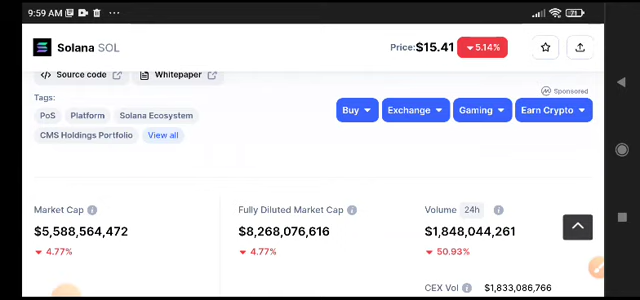 9:59 AM
71
Solana SOL
Price:$15.41 5.14%
Source code
Whitepaper
Tags:
Sponsored
PoS Platform Solana Ecosystem
CMS Holdings Portfolio View all
Buy Exchange Gaming Earn Crypto
Market Cap Fully Diluted Market Cap Volume 24h
$5,588,564,472 $8,268,076,616 $1,848,044,261
4.77% 4.77% 50.93%
CEX Vol $1,833,086,766